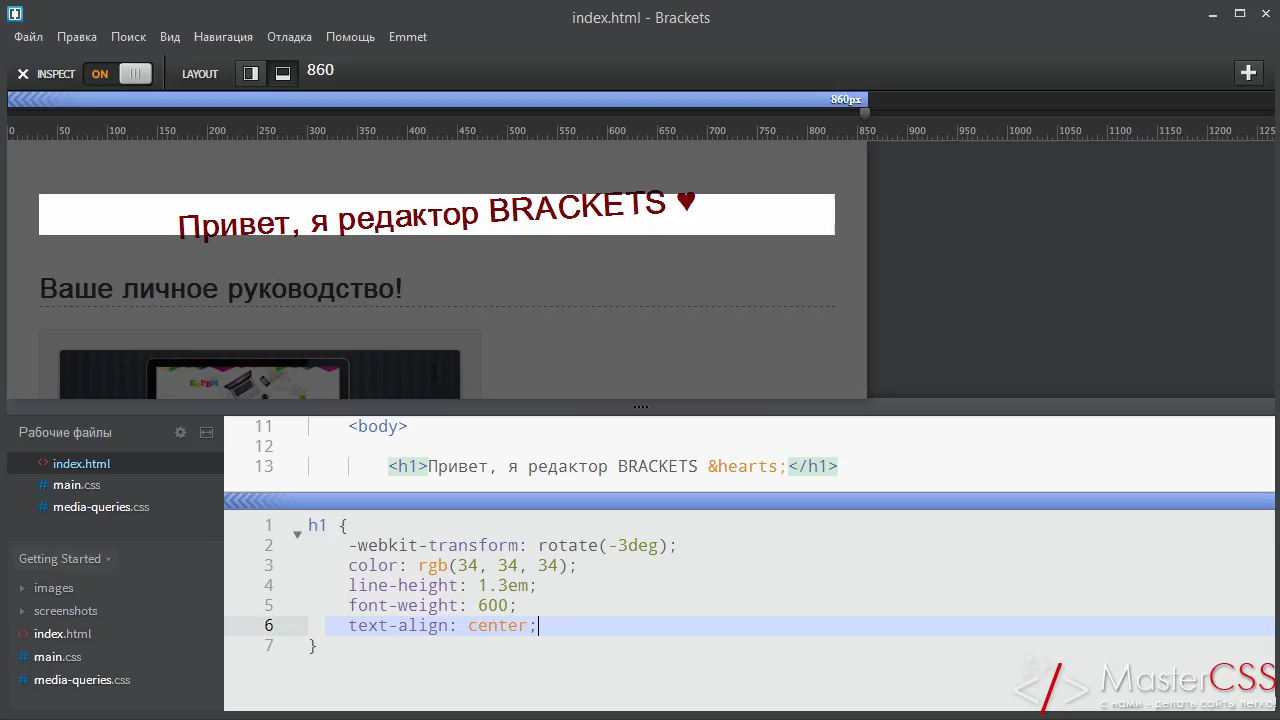 index.html - Brackets
Файл Правка Поиск Вид Навигация Отладка Помощь Emmet
INSPECT ON LAYOUT 860
860px
0 50 100 150 200 250 300 350 400 450 500 550 600 650 700 750 800 850 900 950 1000 1050 1100 1150 1200 125
Привет, я редактор BRACKETS ♥
Ваше личное руководство!
БАРВИ
Рабочие файлы
<> index.html
# main.css
# media-queries.css
Getting Started
images
screenshots
<> index.html
# main.css
# media-queries.css
11 <body>
12
13 <h1>Привет, я редактор BRACKETS &hearts;</h1>
1 h1 {
2 -webkit-transform: rotate(-3deg);
3 color: rgb(34, 34, 34);
4 line-height: 1.3em;
5 font-weight: 600;
6 text-align: center;
7 }
</> MasterCSS
с нами - делать сайты легко!